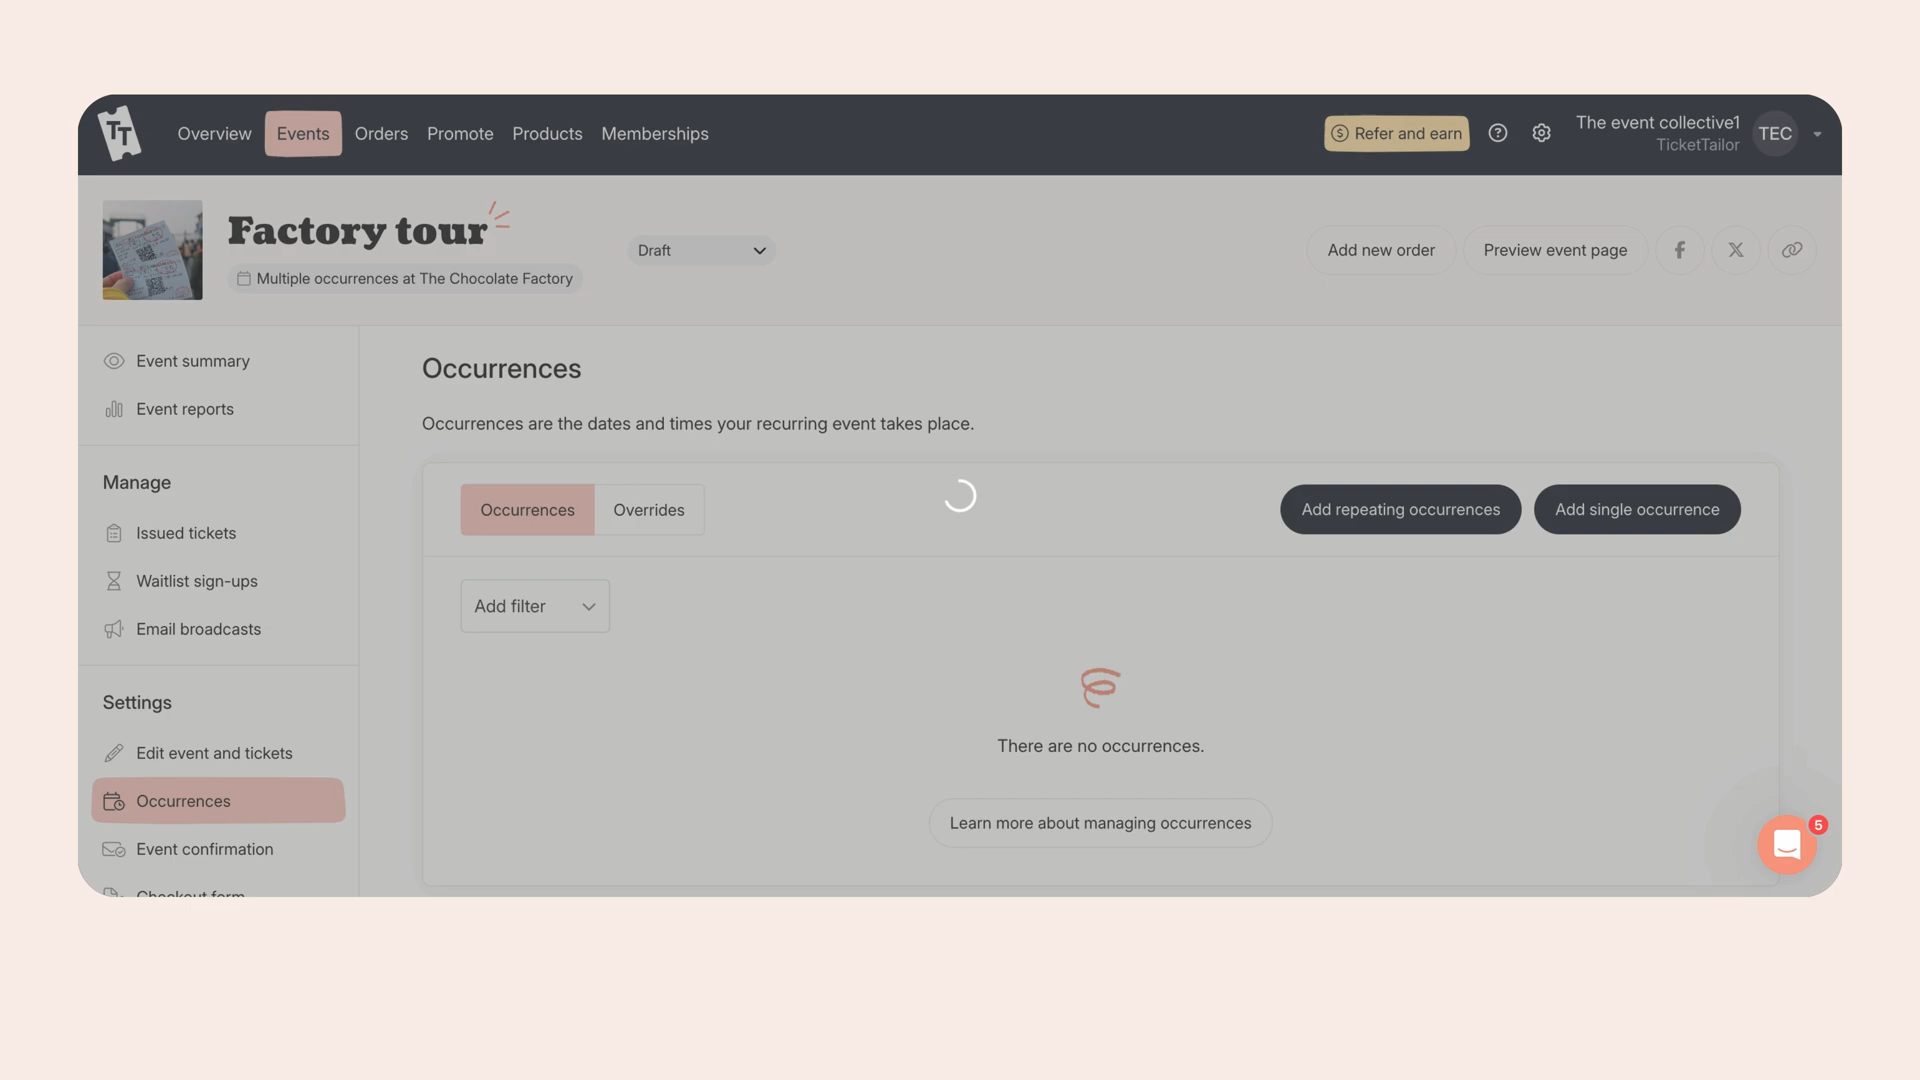 TT
Overview
Events
Orders
Promote
Products
Memberships
Refer and earn
The event collective1
TicketTailor
TEC
Factory tour
Multiple occurrences at The Chocolate Factory
Draft
Add new order
Preview event page
Event summary
Event reports
Manage
Issued tickets
Waitlist sign-ups
Email broadcasts
Settings
Edit event and tickets
Occurrences
Event confirmation
Checkout form
Occurrences
Occurrences are the dates and times your recurring event takes place.
Occurrences
Overrides
Add repeating occurrences
Add single occurrence
Add filter
There are no occurrences.
Learn more about managing occurrences
5